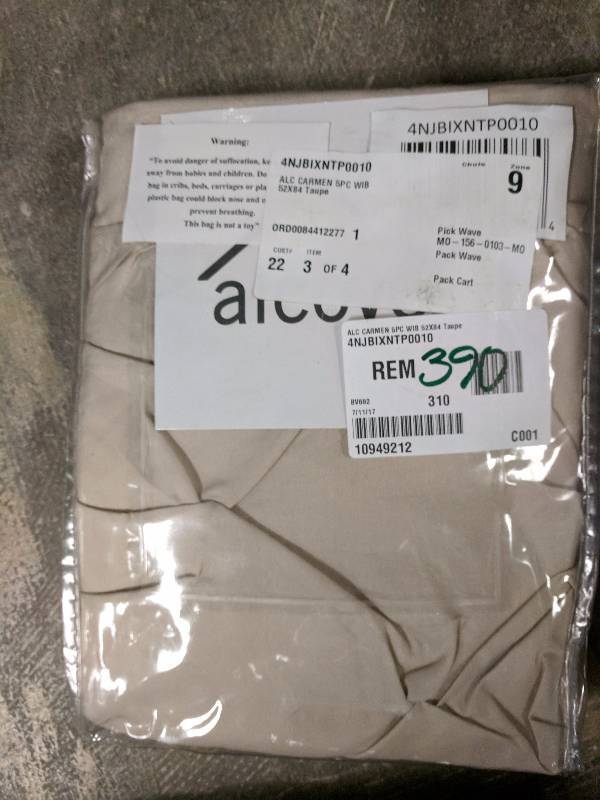 4NJBIXNTP0010
4
Warning:
"To avoid danger of suffocation, ke
away from babies and children. Do
bag in cribs, beds, carriages or pla
plastic bag could block nose and
prevent breathing.
This bag is not a toy"
4NJBIXNTP0010
ALC CARMEN 5PC WIB
52X84 Taupe
Chute
Zone
9
ORD0084412277 1
CUST# ITEM
22 3 OF 4
Pick Wave
MO-156-0103-MO
Pack Wave
Pack Cart
alcove
ALC CARMEN 5PC WIB 52X84 Taupe
4NJBIXNTP0010
REM 390
BV602
310
7/11/17
10949212
C001